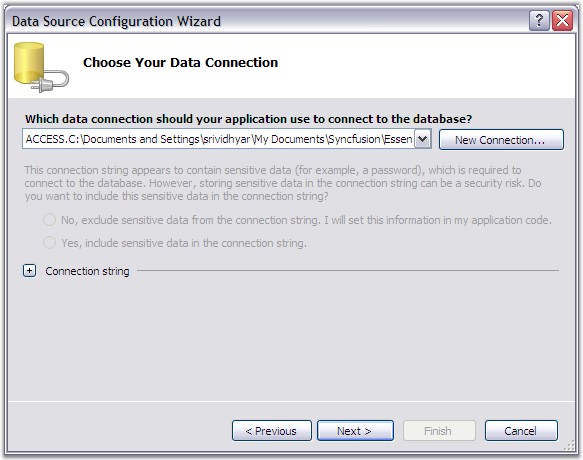 Data Source Configuration Wizard
?
Choose Your Data Connection
Which data connection should your application use to connect to the database?
ACCESS.C:\Documents and Settings\srividhyar\My Documents\Syncfusion\Essen
New Connection...
This connection string appears to contain sensitive data (for example, a password), which is required to
connect to the database. However, storing sensitive data in the connection string can be a security risk. Do
you want to include this sensitive data in the connection string?
No, exclude sensitive data from the connection string. I will set this information in my application code.
Yes, include sensitive data in the connection string.
Connection string
< Previous
Next >
Finish
Cancel